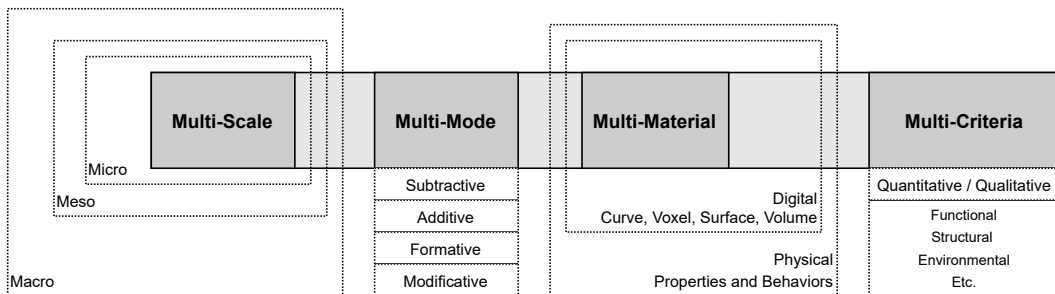 Multi-Scale
Micro
Meso
Macro
Multi-Mode
Subtractive
Additive
Formative
Modificative
Multi-Material
Digital
Curve, Voxel, Surface, Volume
Physical
Properties and Behaviors
Multi-Criteria
Quantitative / Qualitative
Functional
Structural
Environmental
Etc.